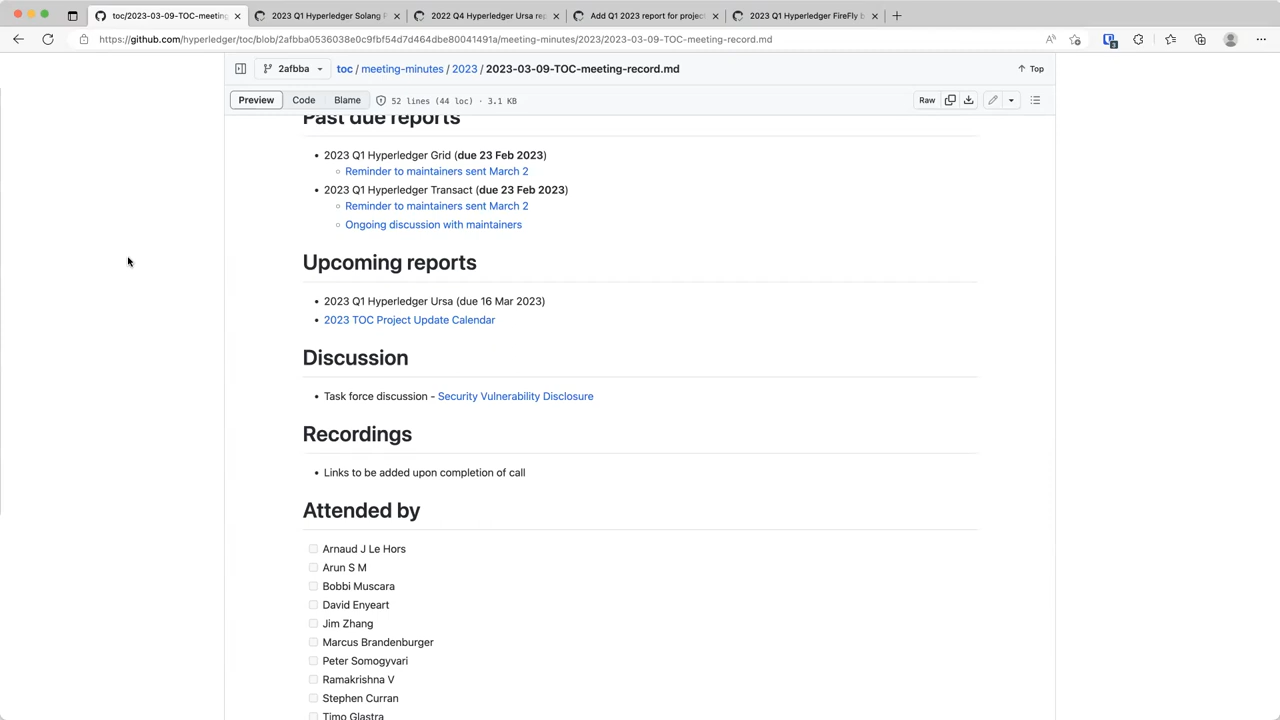 toc/2023-03-09-TOC-meeting-
2023 Q1 Hyperledger Solang
2022 Q4 Hyperledger Ursa rep
Add Q1 2023 report for project
2023 Q1 Hyperledger FireFly
https://github.com/hyperledger/toc/blob/2afbba0536038e0c9fbf54d7d464dbe80041491a/meeting-minutes/2023/2023-03-09-TOC-meeting-record.md
2afbba
toc / meeting-minutes / 2023 / 2023-03-09-TOC-meeting-record.md
Top
Preview Code Blame 52 lines (44 loc) · 3.1 KB
Raw
Past due reports
2023 Q1 Hyperledger Grid (due 23 Feb 2023)
Reminder to maintainers sent March 2
2023 Q1 Hyperledger Transact (due 23 Feb 2023)
Reminder to maintainers sent March 2
Ongoing discussion with maintainers
Upcoming reports
2023 Q1 Hyperledger Ursa (due 16 Mar 2023)
2023 TOC Project Update Calendar
Discussion
Task force discussion - Security Vulnerability Disclosure
Recordings
Links to be added upon completion of call
Attended by
Arnaud J Le Hors
Arun S M
Bobbi Muscara
David Enyeart
Jim Zhang
Marcus Brandenburger
Peter Somogyvari
Ramakrishna V
Stephen Curran
Timo Glastra